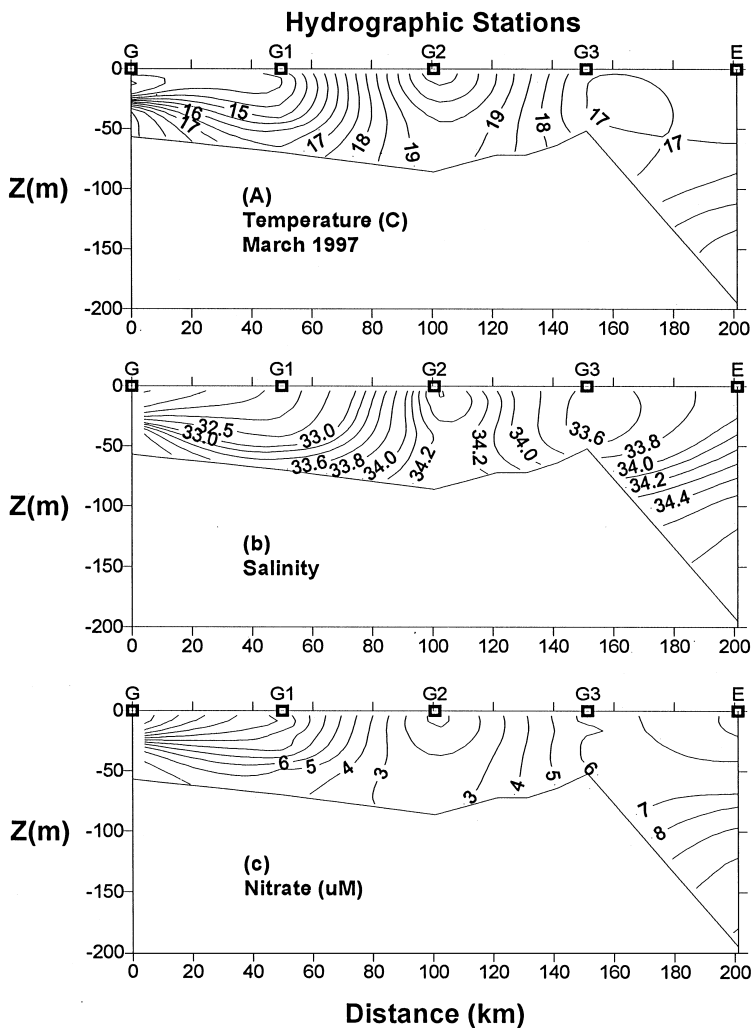 Hydrographic Stations
G G1 G2 G3 E
0
-50
-100
-150
-200
Z(m)
16 15 17 17 18 19 19 18 17 17
(A)
Temperature (C)
March 1997
0 20 40 60 80 100 120 140 160 180 200
G G1 G2 G3 E
0
-50
-100
-150
-200
Z(m)
32.5 33.0 33.0 33.6 33.8 34.0 34.2 34.2 34.0 33.6 33.8 34.0 34.2 34.4
(b)
Salinity
0 20 40 60 80 100 120 140 160 180 200
G G1 G2 G3 E
0
-50
-100
-150
-200
Z(m)
6 5 4 3 3 4 5 6 7 8
(c)
Nitrate (uM)
0 20 40 60 80 100 120 140 160 180 200
Distance (km)